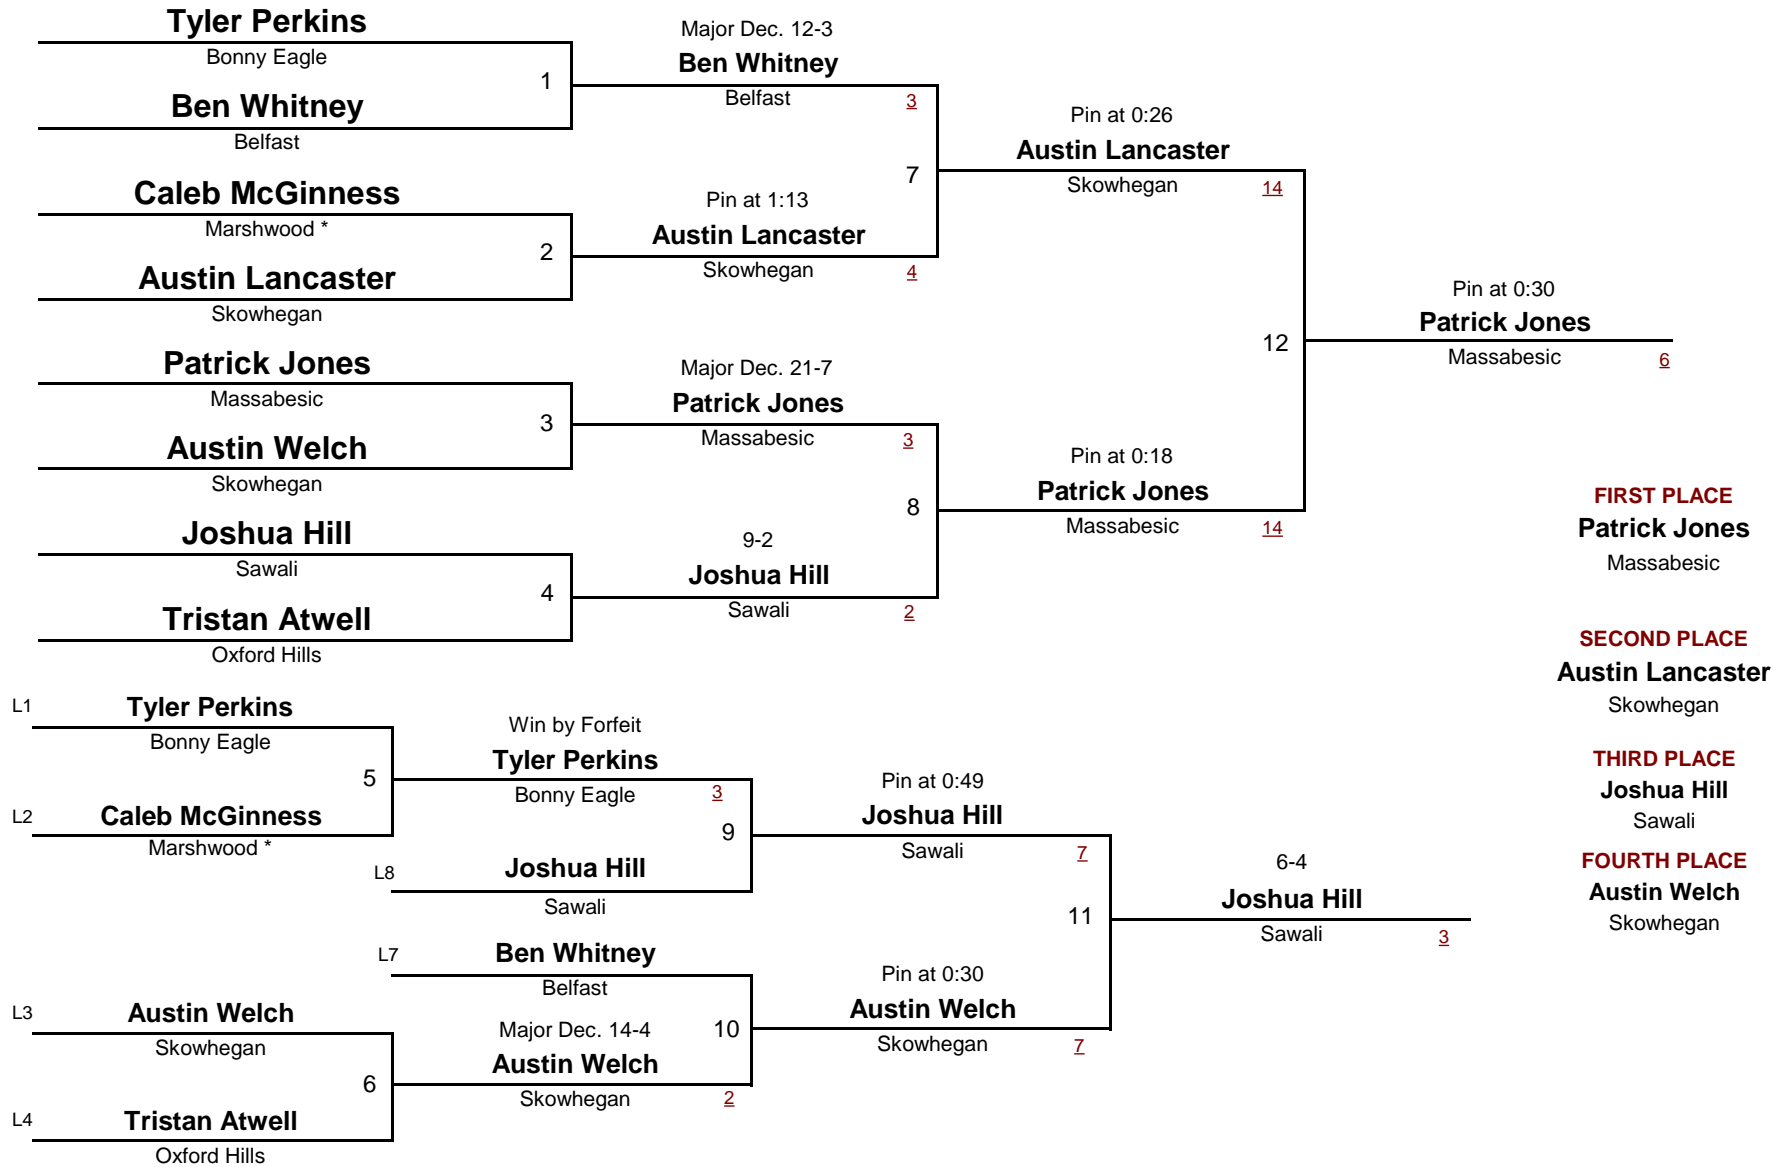 Tyler Perkins
Bonny Eagle
1
Ben Whitney
Belfast
Caleb McGinness
Marshwood *
2
Austin Lancaster
Skowhegan
Patrick Jones
Massabesic
3
Austin Welch
Skowhegan
Joshua Hill
Sawali
4
Tristan Atwell
Oxford Hills
Major Dec. 12-3
Ben Whitney
Belfast
3
7
Pin at 1:13
Austin Lancaster
Skowhegan
4
Major Dec. 21-7
Patrick Jones
Massabesic
3
8
9-2
Joshua Hill
Sawali
2
Pin at 0:26
Austin Lancaster
Skowhegan
14
12
Pin at 0:18
Patrick Jones
Massabesic
14
Pin at 0:30
Patrick Jones
Massabesic
6
FIRST PLACE
Patrick Jones
Massabesic
SECOND PLACE
Austin Lancaster
Skowhegan
THIRD PLACE
Joshua Hill
Sawali
FOURTH PLACE
Austin Welch
Skowhegan
L1
Tyler Perkins
Bonny Eagle
5
L2
Caleb McGinness
Marshwood *
Win by Forfeit
Tyler Perkins
Bonny Eagle
3
9
L8
Joshua Hill
Sawali
L7
Ben Whitney
Belfast
L3
Austin Welch
Skowhegan
6
L4
Tristan Atwell
Oxford Hills
Major Dec. 14-4
10
Austin Welch
Skowhegan
2
Pin at 0:49
Joshua Hill
Sawali
7
11
Pin at 0:30
Austin Welch
Skowhegan
7
6-4
Joshua Hill
Sawali
3